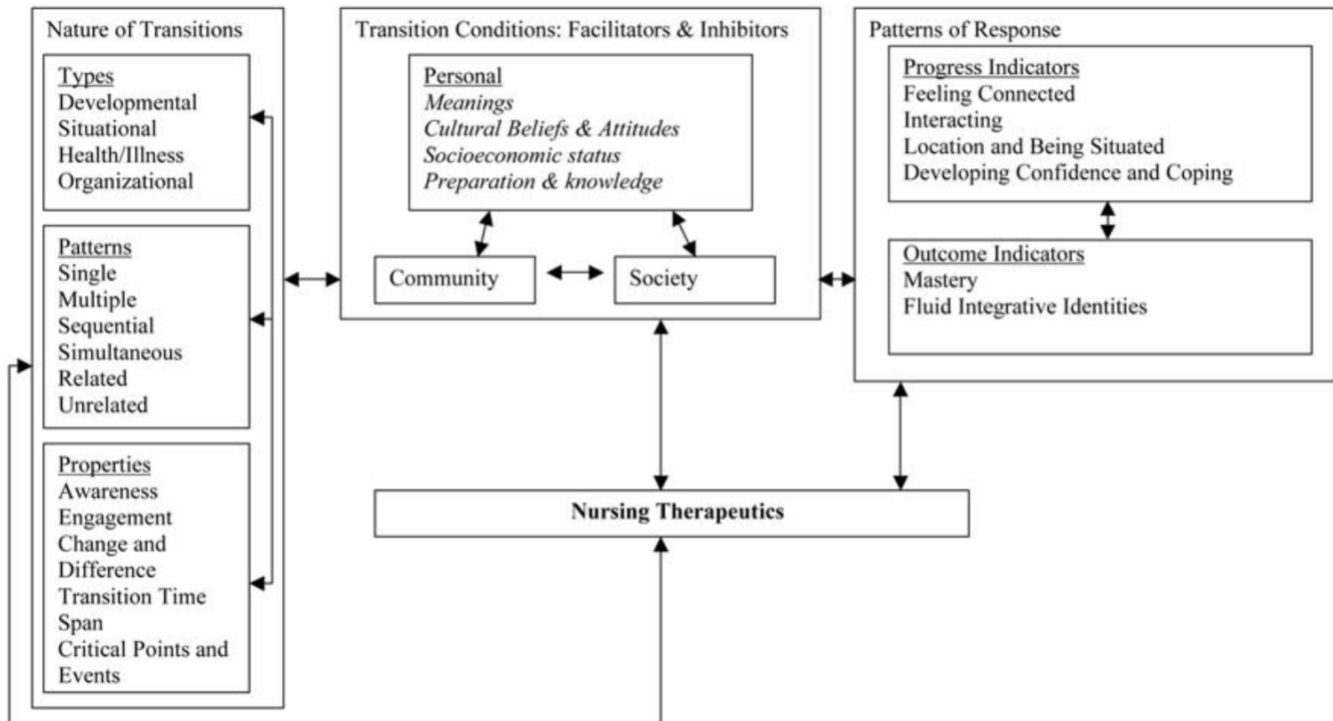 Nature of Transitions
Types
Developmental
Situational
Health/Illness
Organizational
Patterns
Single
Multiple
Sequential
Simultaneous
Related
Unrelated
Properties
Awareness
Engagement
Change and
Difference
Transition Time
Span
Critical Points and
Events
Transition Conditions: Facilitators & Inhibitors
Personal
Meanings
Cultural Beliefs & Attitudes
Socioeconomic status
Preparation & knowledge
Community
Society
Patterns of Response
Progress Indicators
Feeling Connected
Interacting
Location and Being Situated
Developing Confidence and Coping
Outcome Indicators
Mastery
Fluid Integrative Identities
Nursing Therapeutics